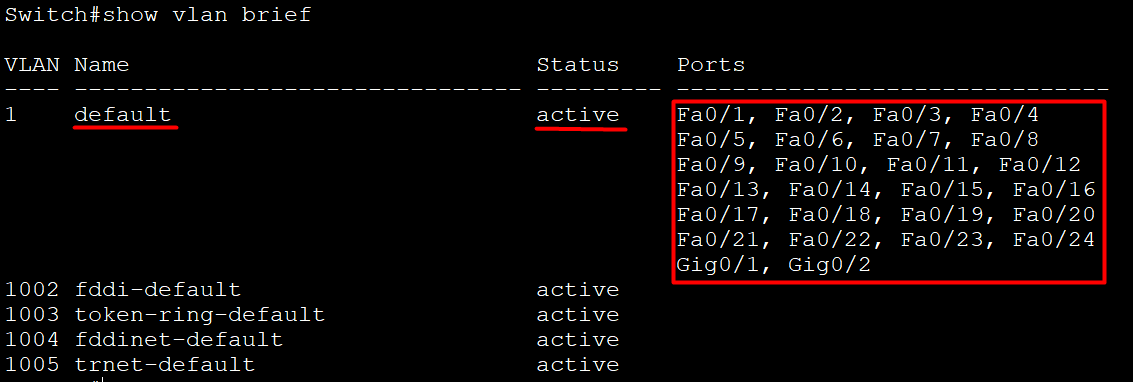 Switch#show vlan brief
VLAN Name                             Status    Ports
---- -------------------------------- --------- -------------------------------
1    default                          active    Fa0/1, Fa0/2, Fa0/3, Fa0/4
                                                Fa0/5, Fa0/6, Fa0/7, Fa0/8
                                                Fa0/9, Fa0/10, Fa0/11, Fa0/12
                                                Fa0/13, Fa0/14, Fa0/15, Fa0/16
                                                Fa0/17, Fa0/18, Fa0/19, Fa0/20
                                                Fa0/21, Fa0/22, Fa0/23, Fa0/24
                                                Gig0/1, Gig0/2
1002 fddi-default                     active
1003 token-ring-default               active
1004 fddinet-default                  active
1005 trnet-default                    active